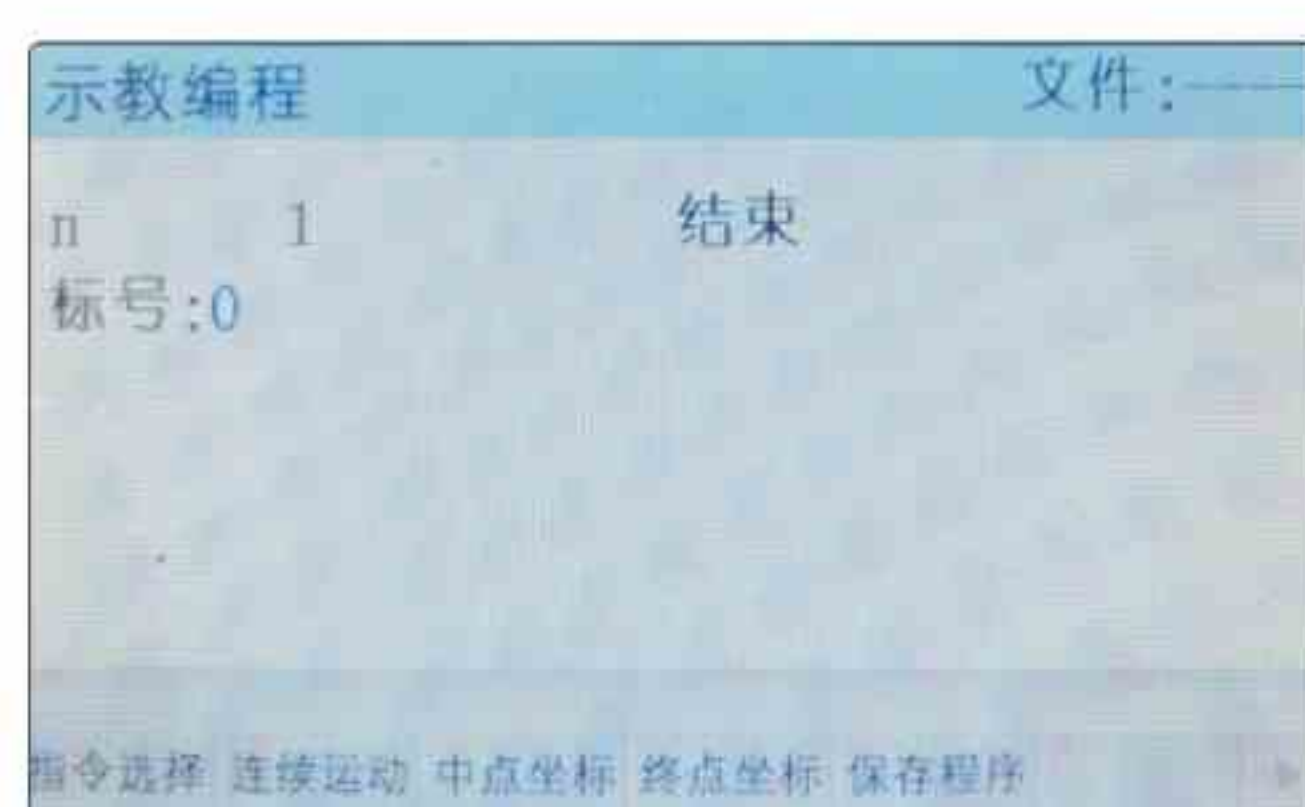 示教编程 文件:----
n 1 结束
标号:0
指令选择 连续运动 中点坐标 终点坐标 保存程序